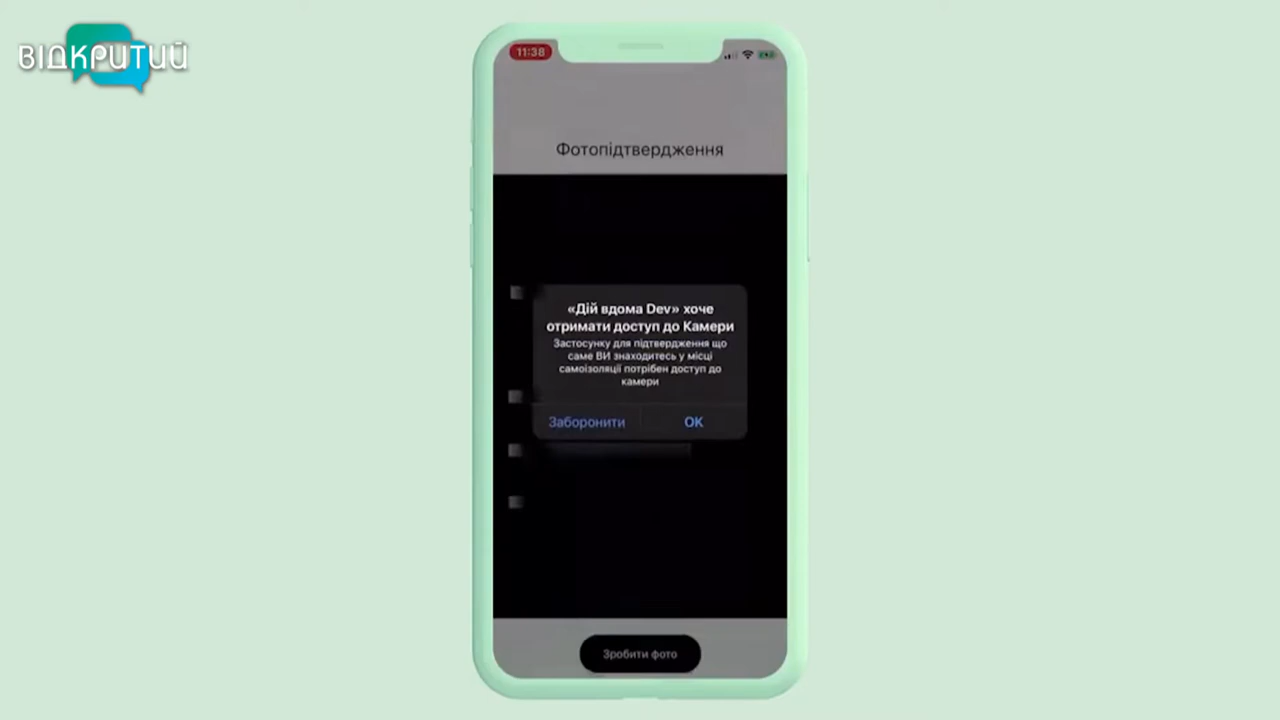 ВІДКРИТИЙ
11:38
Фотопідтвердження
«Дій вдома Dev» хоче
отримати доступ до Камери
Застосунку для підтвердження що
саме ВИ знаходитесь у місці
самоізоляції потрібен доступ до
камери
Заборонити
OK
Зробити фото